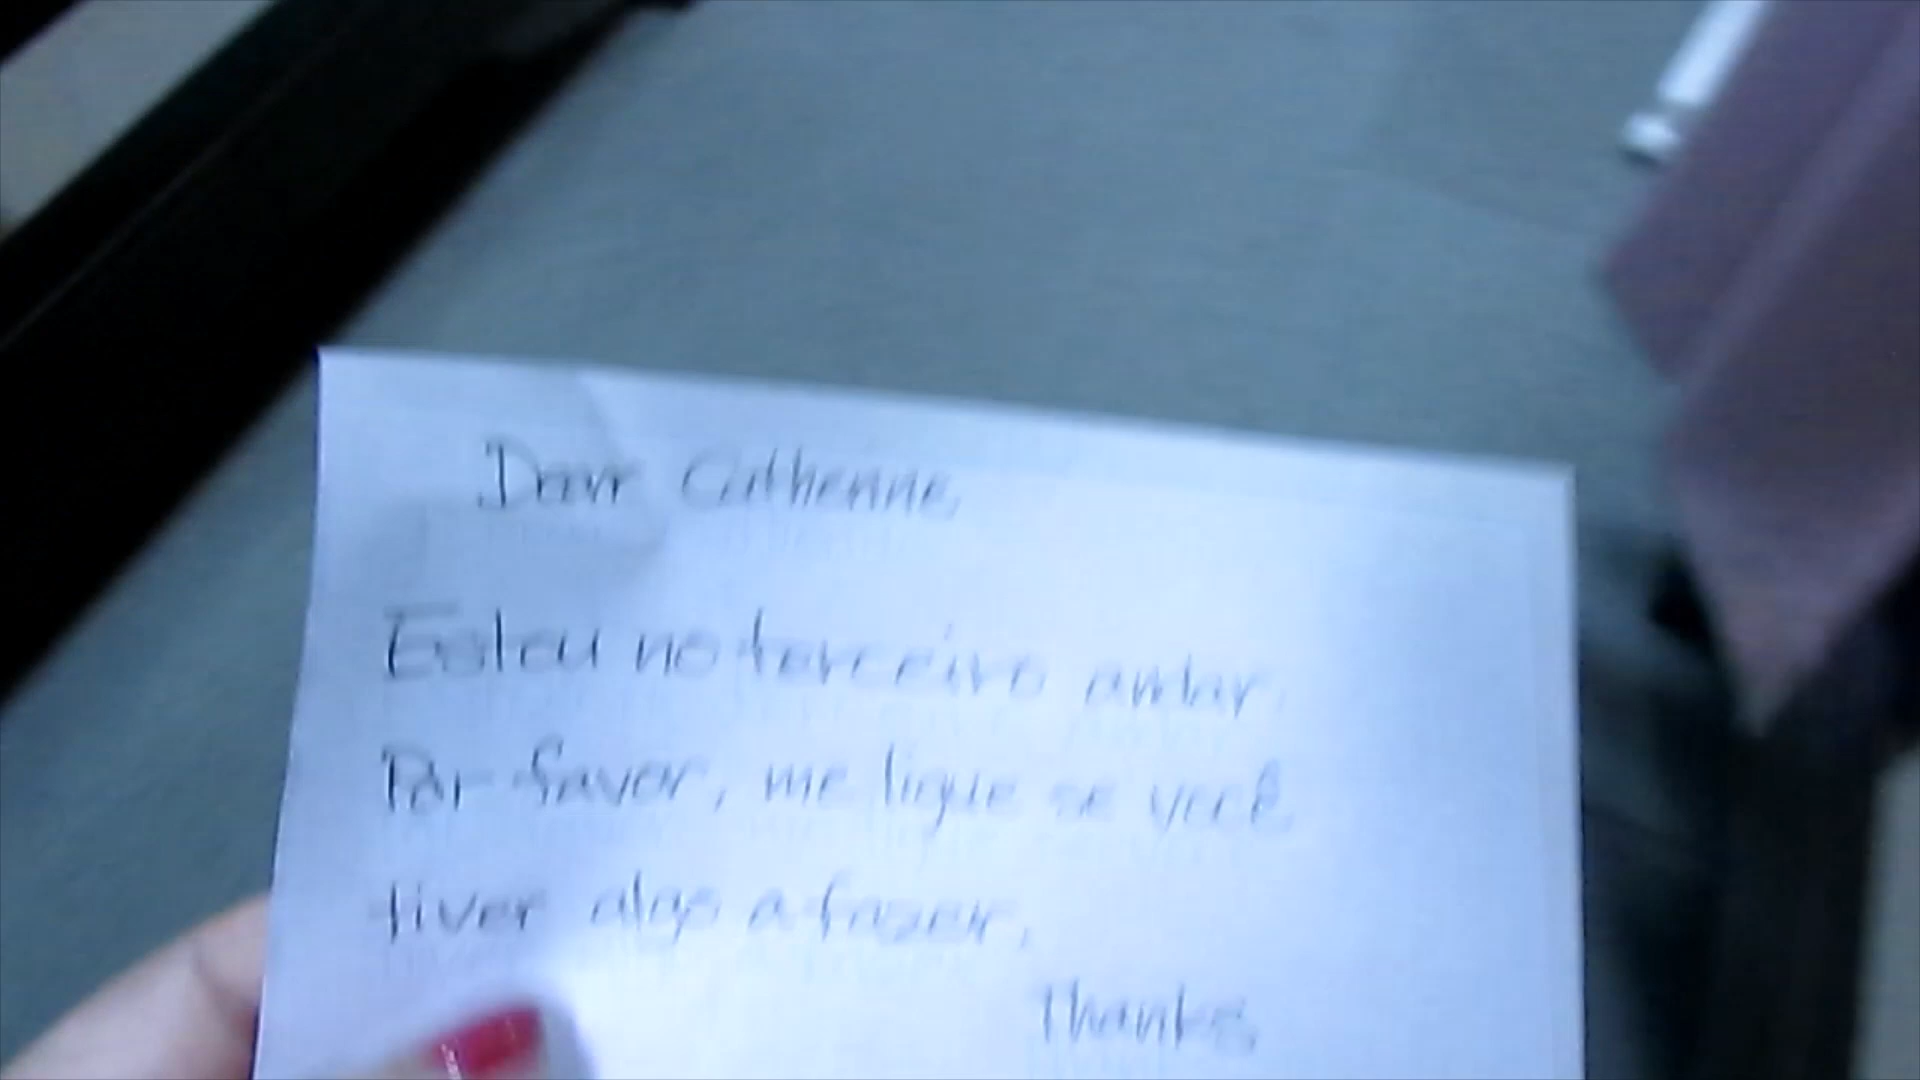 Dear Catherine,
Estou no terceiro andar.
Por favor, me ligue se você
tiver algo a fazer.
Thanks,